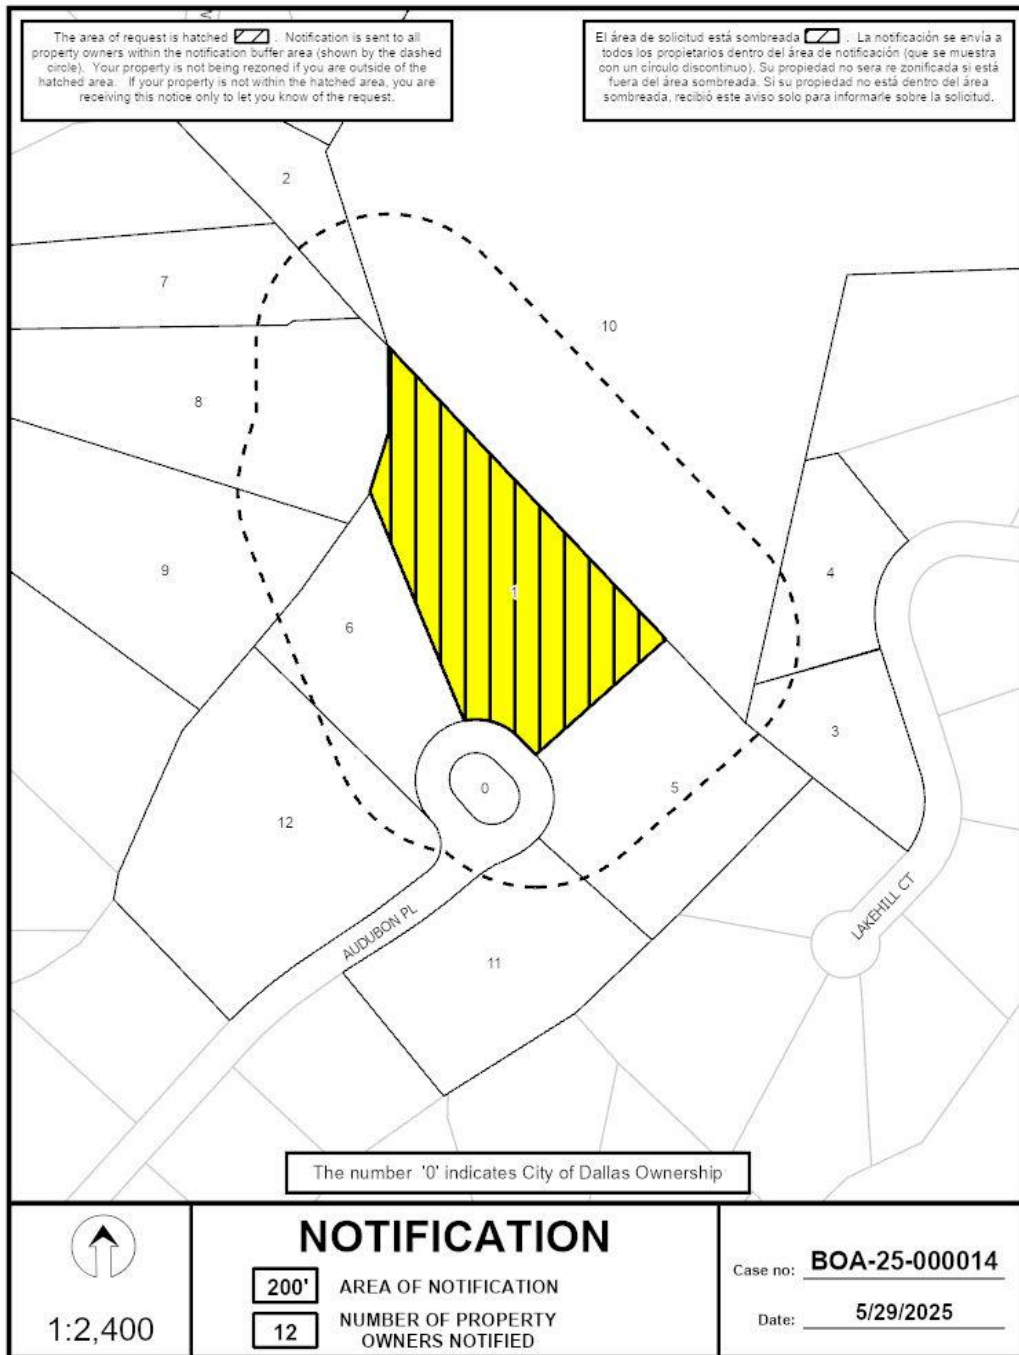 The area of request is hatched . Notification is sent to all
property owners within the notification buffer area (shown by the dashed
circle). Your property is not being rezoned if you are outside of the
hatched area. If your property is not within the hatched area, you are
receiving this notice only to let you know of the request.
El área de solicitud está sombreada . La notificación se envía a
todos los propietarios dentro del área de notificación (que se muestra
con un círculo discontinuo). Su propiedad no sera re zonificada si está
fuera del área sombreada. Si su propiedad no está dentro del área
sombreada, recibió este aviso solo para informarle sobre la solicitud.
2
7
10
8
4
9
1
6
3
5
0
12
AUDUBON PL
LAKEHILL CT
11
The number '0' indicates City of Dallas Ownership
1:2,400
NOTIFICATION
200' AREA OF NOTIFICATION
12 NUMBER OF PROPERTY
OWNERS NOTIFIED
Case no: BOA-25-000014
Date: 5/29/2025